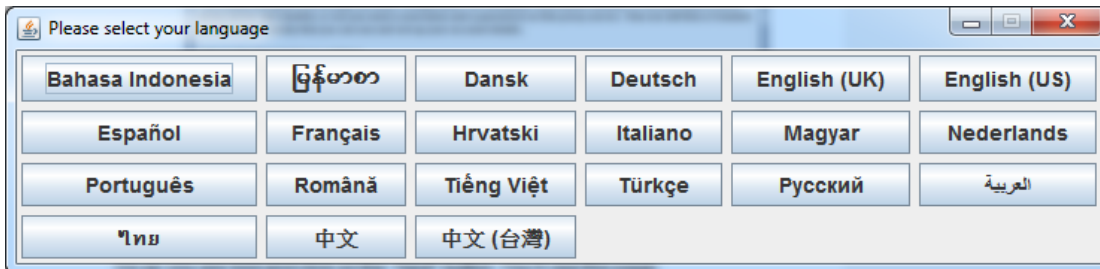 Please select your language
Bahasa Indonesia မြန်မာစာ Dansk Deutsch English (UK) English (US)
Español Français Hrvatski Italiano Magyar Nederlands
Português Română Tiếng Việt Türkçe Русский العربية
ไทย 中文 中文 (台灣)